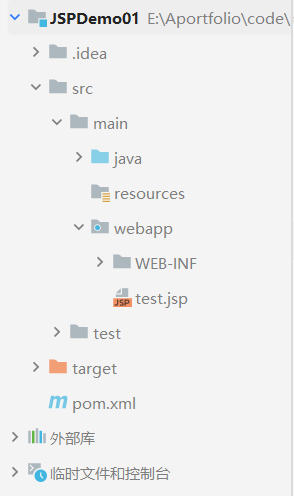 JSPDemo01 E:\Aportfolio\code\
.idea
src
main
java
resources
webapp
WEB-INF
JSP test.jsp
test
target
m pom.xml
外部库
临时文件和控制台